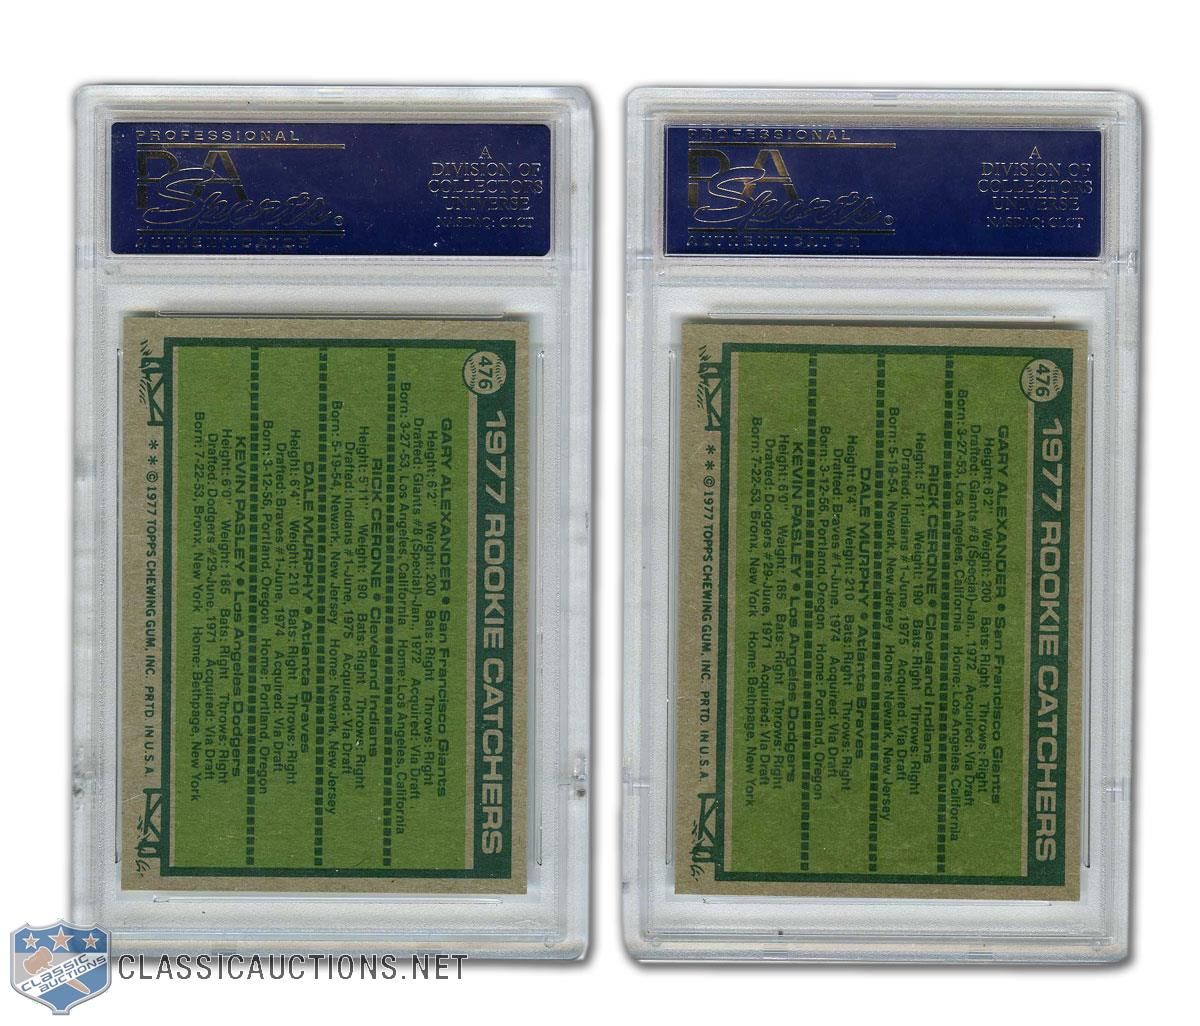 PROFESSIONAL
PSA
Sports
AUTHENTICATOR
A
DIVISION OF
COLLECTORS
UNIVERSE
NASDAQ: CLCT
476
1977 ROOKIE CATCHERS
GARY ALEXANDER • San Francisco Giants
Height: 6'2" Weight: 200 Bats: Right Throws: Right
Drafted: Giants #8 (Special)-Jan., 1972 Acquired: Via Draft
Born: 3-27-53, Los Angeles, California Home: Los Angeles, California
RICK CERONE • Cleveland Indians
Height: 5'11" Weight: 190 Bats: Right Throws: Right
Drafted: Indians #1-June, 1975 Acquired: Via Draft
Born: 5-19-54, Newark, New Jersey Home: Newark, New Jersey
DALE MURPHY • Atlanta Braves
Height: 6'4" Weight: 210 Bats: Right Throws: Right
Drafted: Braves #1-June, 1974 Acquired: Via Draft
Born: 3-12-56, Portland, Oregon Home: Portland, Oregon
KEVIN PASLEY • Los Angeles Dodgers
Height: 6'0" Weight: 185 Bats: Right Throws: Right
Drafted: Dodgers #29-June, 1971 Acquired: Via Draft
Born: 7-22-53, Bronx, New York Home: Bethpage, New York
* * © 1977 TOPPS CHEWING GUM, INC. PRTD. IN U.S.A.
PROFESSIONAL
PSA
Sports
AUTHENTICATOR
A
DIVISION OF
COLLECTORS
UNIVERSE
NASDAQ: CLCT
476
1977 ROOKIE CATCHERS
GARY ALEXANDER • San Francisco Giants
Height: 6'2" Weight: 200 Bats: Right Throws: Right
Drafted: Giants #8 (Special)-Jan., 1972 Acquired: Via Draft
Born: 3-27-53, Los Angeles, California Home: Los Angeles, California
RICK CERONE • Cleveland Indians
Height: 5'11" Weight: 190 Bats: Right Throws: Right
Drafted: Indians #1-June, 1975 Acquired: Via Draft
Born: 5-19-54, Newark, New Jersey Home: Newark, New Jersey
DALE MURPHY • Atlanta Braves
Height: 6'4" Weight: 210 Bats: Right Throws: Right
Drafted: Braves #1-June, 1974 Acquired: Via Draft
Born: 3-12-56, Portland, Oregon Home: Portland, Oregon
KEVIN PASLEY • Los Angeles Dodgers
Height: 6'0" Weight: 185 Bats: Right Throws: Right
Drafted: Dodgers #29-June, 1971 Acquired: Via Draft
Born: 7-22-53, Bronx, New York Home: Bethpage, New York
* * © 1977 TOPPS CHEWING GUM, INC. PRTD. IN U.S.A.
CLASSIC
AUCTIONS
CLASSICAUCTIONS.NET